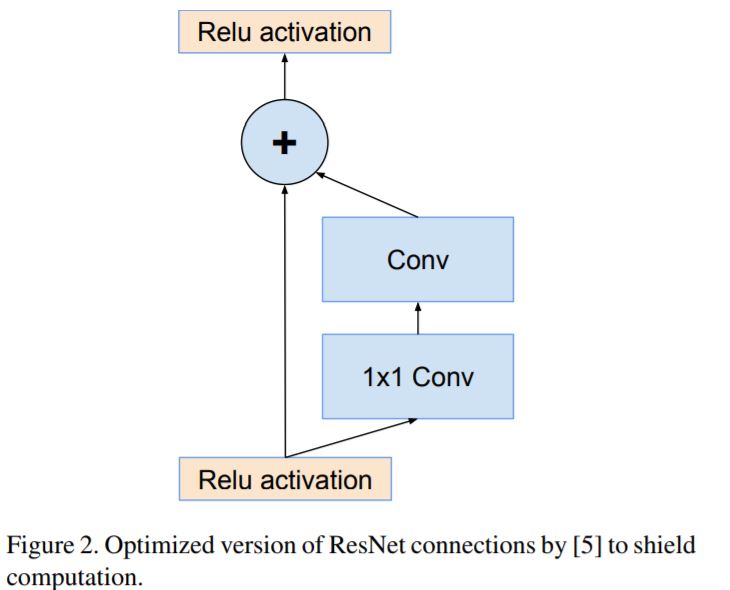 Relu activation
+
Conv
1x1 Conv
Relu activation
Figure 2. Optimized version of ResNet connections by [5] to shield
computation.